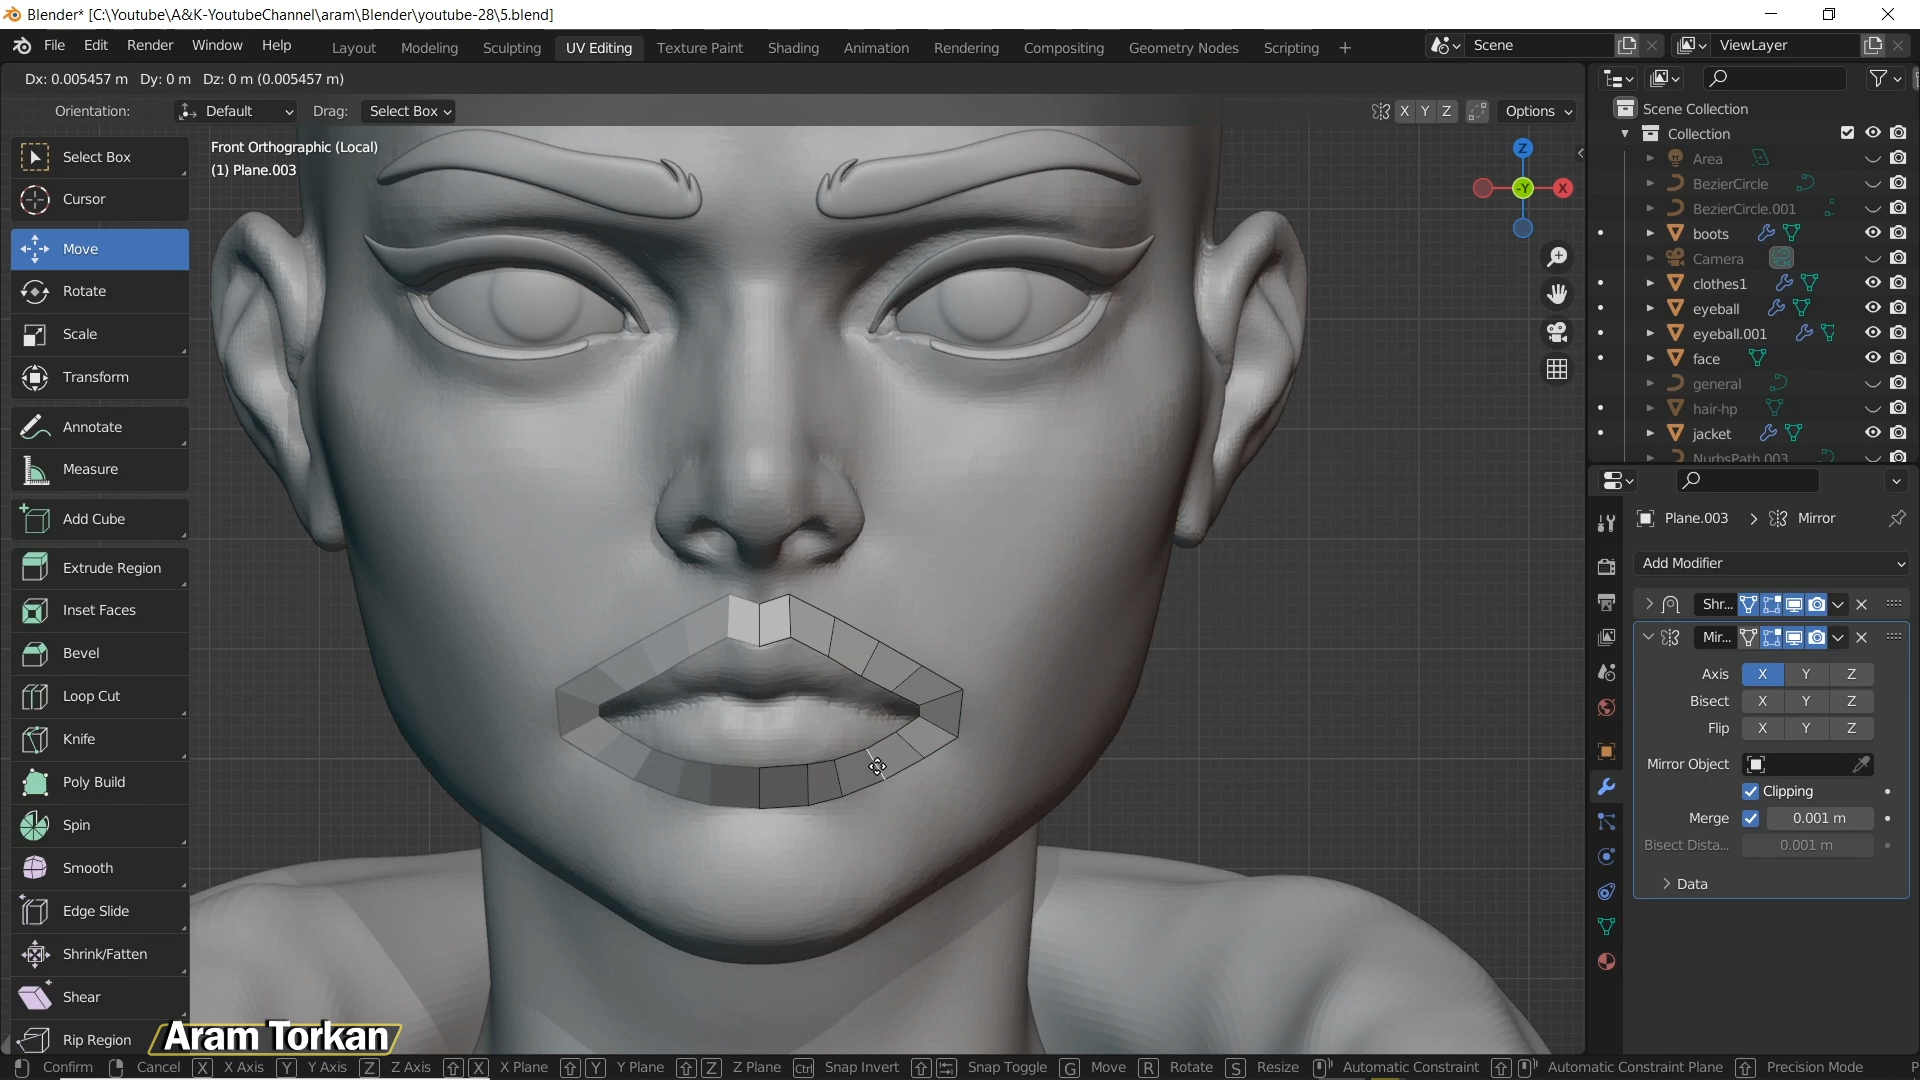 Blender* [C:\Youtube\A&K-YoutubeChannel\aram\Blender\youtube-28\5.blend]
File Edit Render Window Help Layout Modeling Sculpting UV Editing Texture Paint Shading Animation Rendering Compositing Geometry Nodes Scripting + Scene ViewLayer
Dx: 0.005457 m Dy: 0 m Dz: 0 m (0.005457 m)
Orientation: Default Drag: Select Box X Y Z Options
Front Orthographic (Local)
(1) Plane.003
Z
-Y
X
Select Box
Cursor
Move
Rotate
Scale
Transform
Annotate
Measure
Add Cube
Extrude Region
Inset Faces
Bevel
Loop Cut
Knife
Poly Build
Spin
Smooth
Edge Slide
Shrink/Fatten
Shear
Rip Region
Aram Torkan
Scene Collection
Collection
Area
BezierCircle
BezierCircle.001
boots
Camera
clothes1
eyeball
eyeball.001
face
general
hair-hp
jacket
NurbsPath.003
Plane.003 > Mirror
Add Modifier
Shr...
Mir...
Axis X Y Z
Bisect X Y Z
Flip X Y Z
Mirror Object
Clipping
Merge 0.001 m
Bisect Dista... 0.001 m
Data
Confirm Cancel X X Axis Y Y Axis Z Z Axis X X Plane Y Y Plane Z Z Plane Ctrl Snap Invert Snap Toggle G Move R Rotate S Resize Automatic Constraint Automatic Constraint Plane Precision Mode P